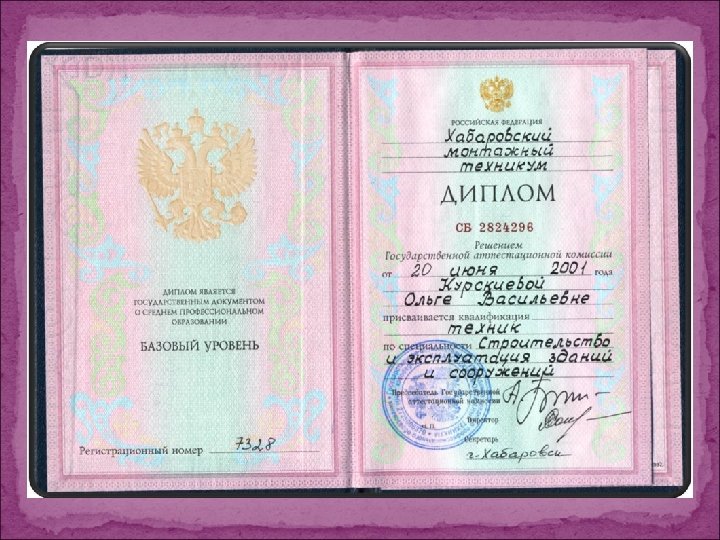 ДИПЛОМ ЯВЛЯЕТСЯ
ГОСУДАРСТВЕННЫМ ДОКУМЕНТОМ
О СРЕДНЕМ ПРОФЕССИОНАЛЬНОМ
ОБРАЗОВАНИИ
БАЗОВЫЙ УРОВЕНЬ
Регистрационный номер 7328
РОССИЙСКАЯ ФЕДЕРАЦИЯ
Хабаровский
монтажный
техникум
ДИПЛОМ
СБ 2824296
Решением
Государственной аттестационной комиссии
от 20 июня 2001 года
Курскиевой
Ольге Васильевне
присваивается квалификация
техник
по специальности Строительство
и эксплуатация зданий
и сооружений
Председатель Государственной
аттестационной комиссии
Директор
Секретарь
г. Хабаровск